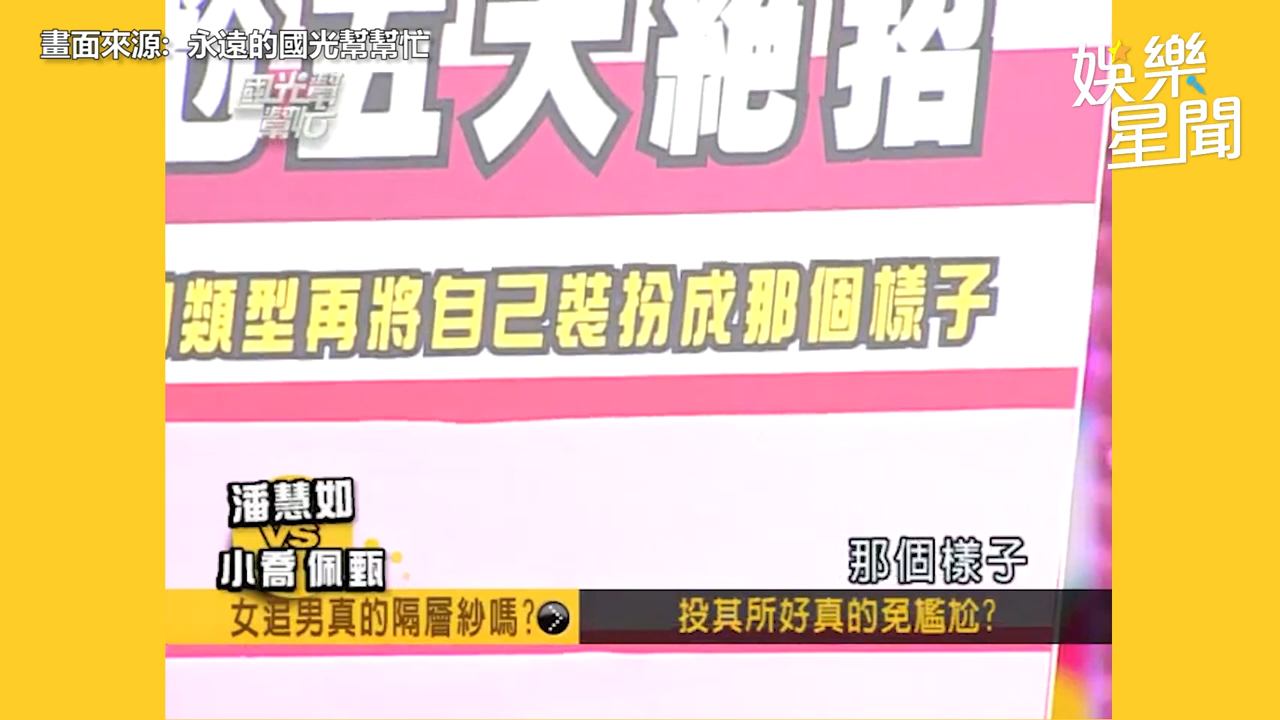 畫面來源：永遠的國光幫幫忙
娛樂
星聞
五大絕招
國光幫
幫忙
類型再將自己裝扮成那個樣子
潘慧如
VS
小喬 佩甄
那個樣子
女追男真的隔層紗嗎?
投其所好真的免尷尬?